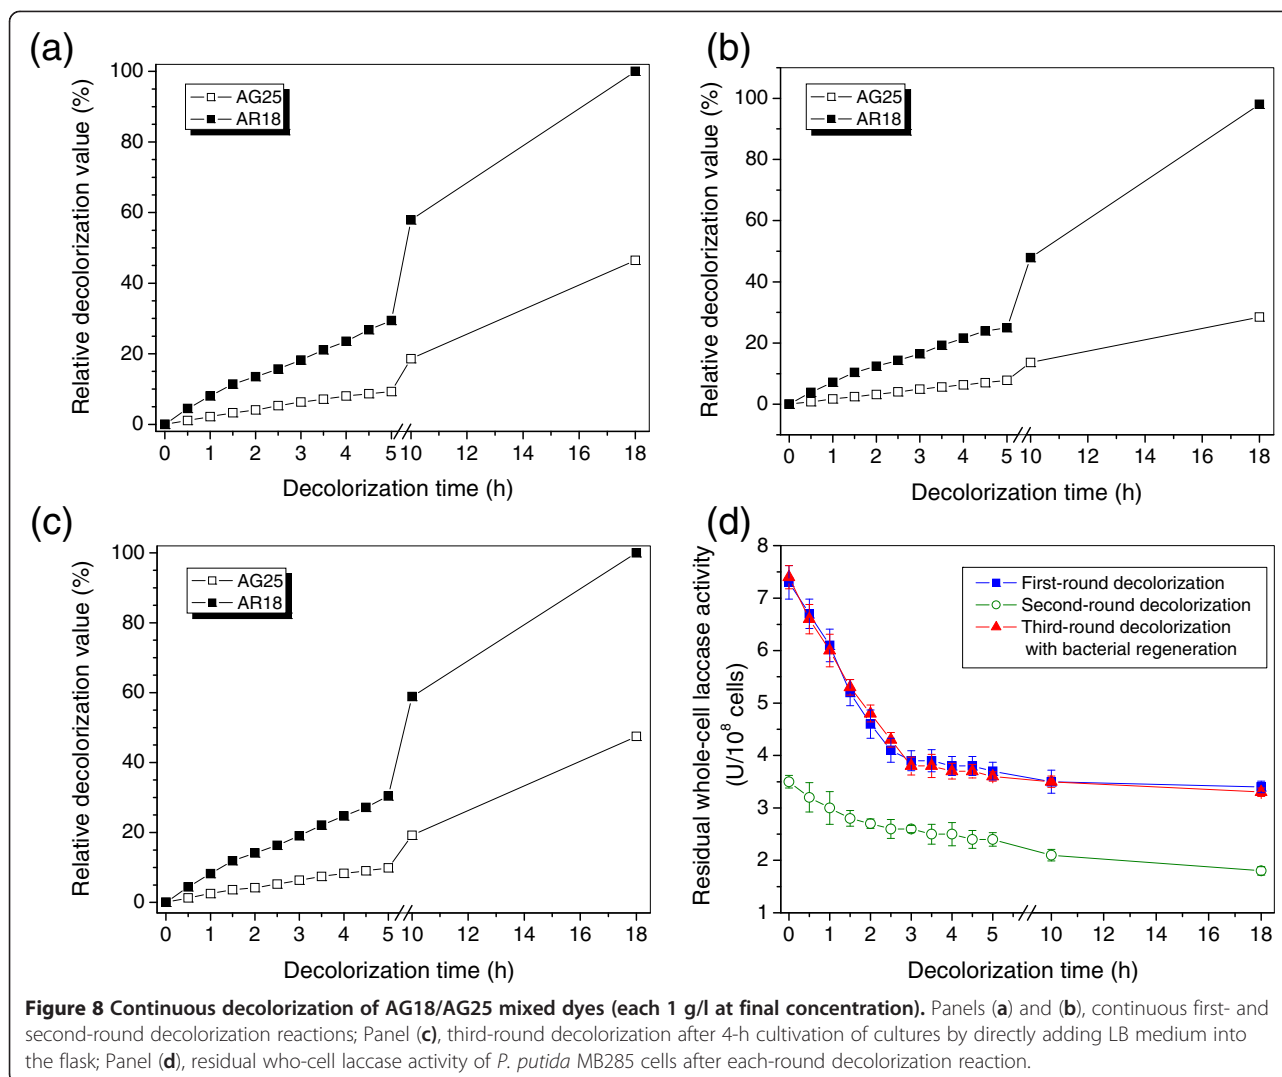 (a)
Relative decolorization value (%)
100
80
60
40
20
0
AG25
AR18
0 1 2 3 4 5 10 12 14 16 18
Decolorization time (h)
(b)
Relative decolorization value (%)
100
80
60
40
20
0
AG25
AR18
0 1 2 3 4 5 10 12 14 16 18
Decolorization time (h)
(c)
Relative decolorization value (%)
100
80
60
40
20
0
AG25
AR18
0 1 2 3 4 5 10 12 14 16 18
Decolorization time (h)
(d)
Residual whole-cell laccase activity
(U/10⁸ cells)
8
7
6
5
4
3
2
1
First-round decolorization
Second-round decolorization
Third-round decolorization
with bacterial regeneration
0 1 2 3 4 5 10 12 14 16 18
Decolorization time (h)
Figure 8 Continuous decolorization of AG18/AG25 mixed dyes (each 1 g/l at final concentration). Panels (a) and (b), continuous first- and
second-round decolorization reactions; Panel (c), third-round decolorization after 4-h cultivation of cultures by directly adding LB medium into
the flask; Panel (d), residual who-cell laccase activity of P. putida MB285 cells after each-round decolorization reaction.